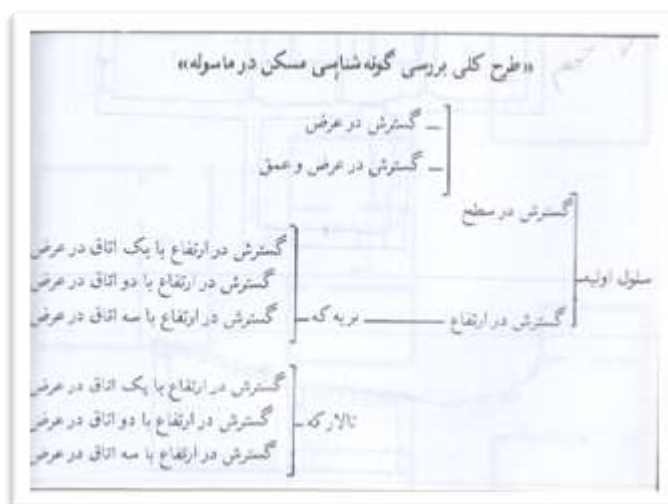 «طرح کلی بررسی گونه شناسی مسکن در ماسوله»
گسترش در عرض
گسترش در عرض و عمق
گسترش در سطح
سلول اولیه
گسترش در ارتفاع
بریه که
گسترش در ارتفاع با یک اتاق در عرض
گسترش در ارتفاع با دو اتاق در عرض
گسترش در ارتفاع با سه اتاق در عرض
تالار که
گسترش در ارتفاع با یک اتاق در عرض
گسترش در ارتفاع با دو اتاق در عرض
گسترش در ارتفاع با سه اتاق در عرض